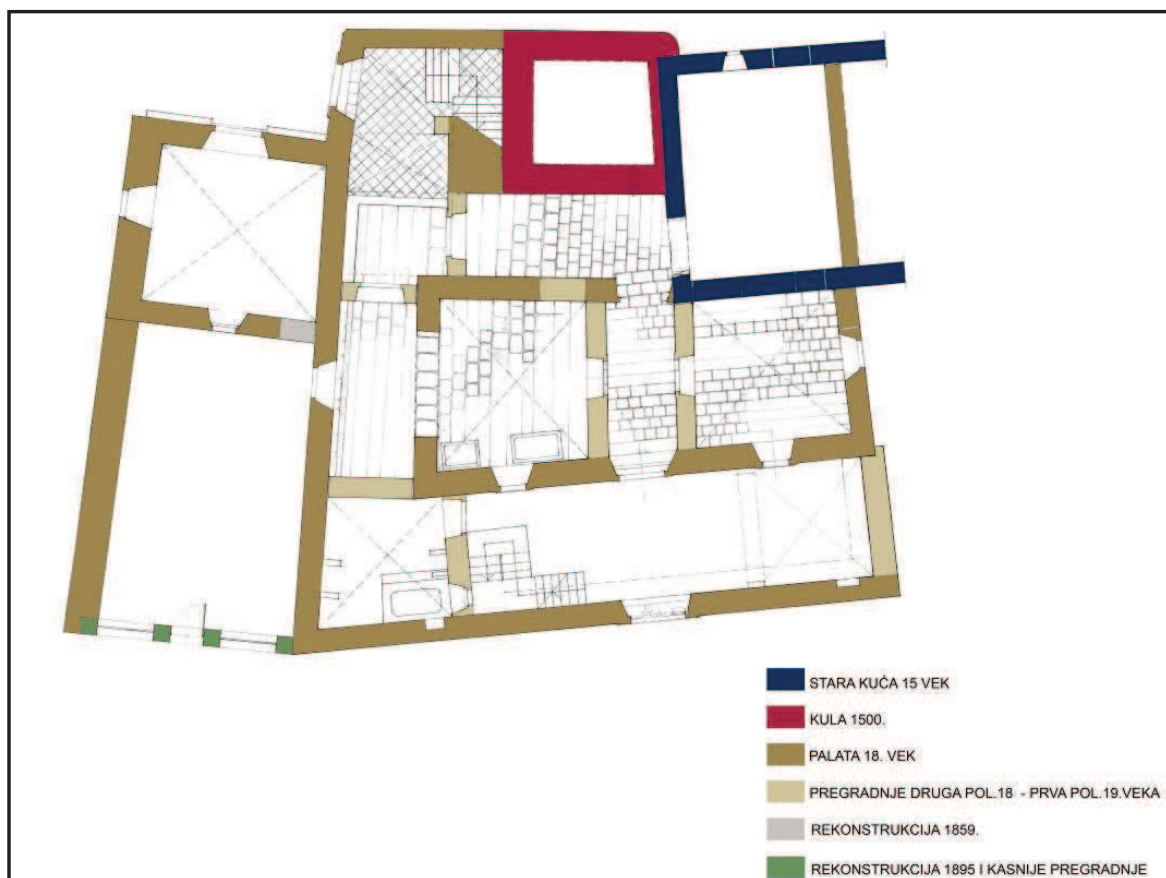 STARA KUĆA 15 VEK
KULA 1500.
PALATA 18. VEK
PREGRADNJE DRUGA POL.18 - PRVA POL.19.VEKA
REKONSTRUKCIJA 1859.
REKONSTRUKCIJA 1895 I KASNIJE PREGRADNJE